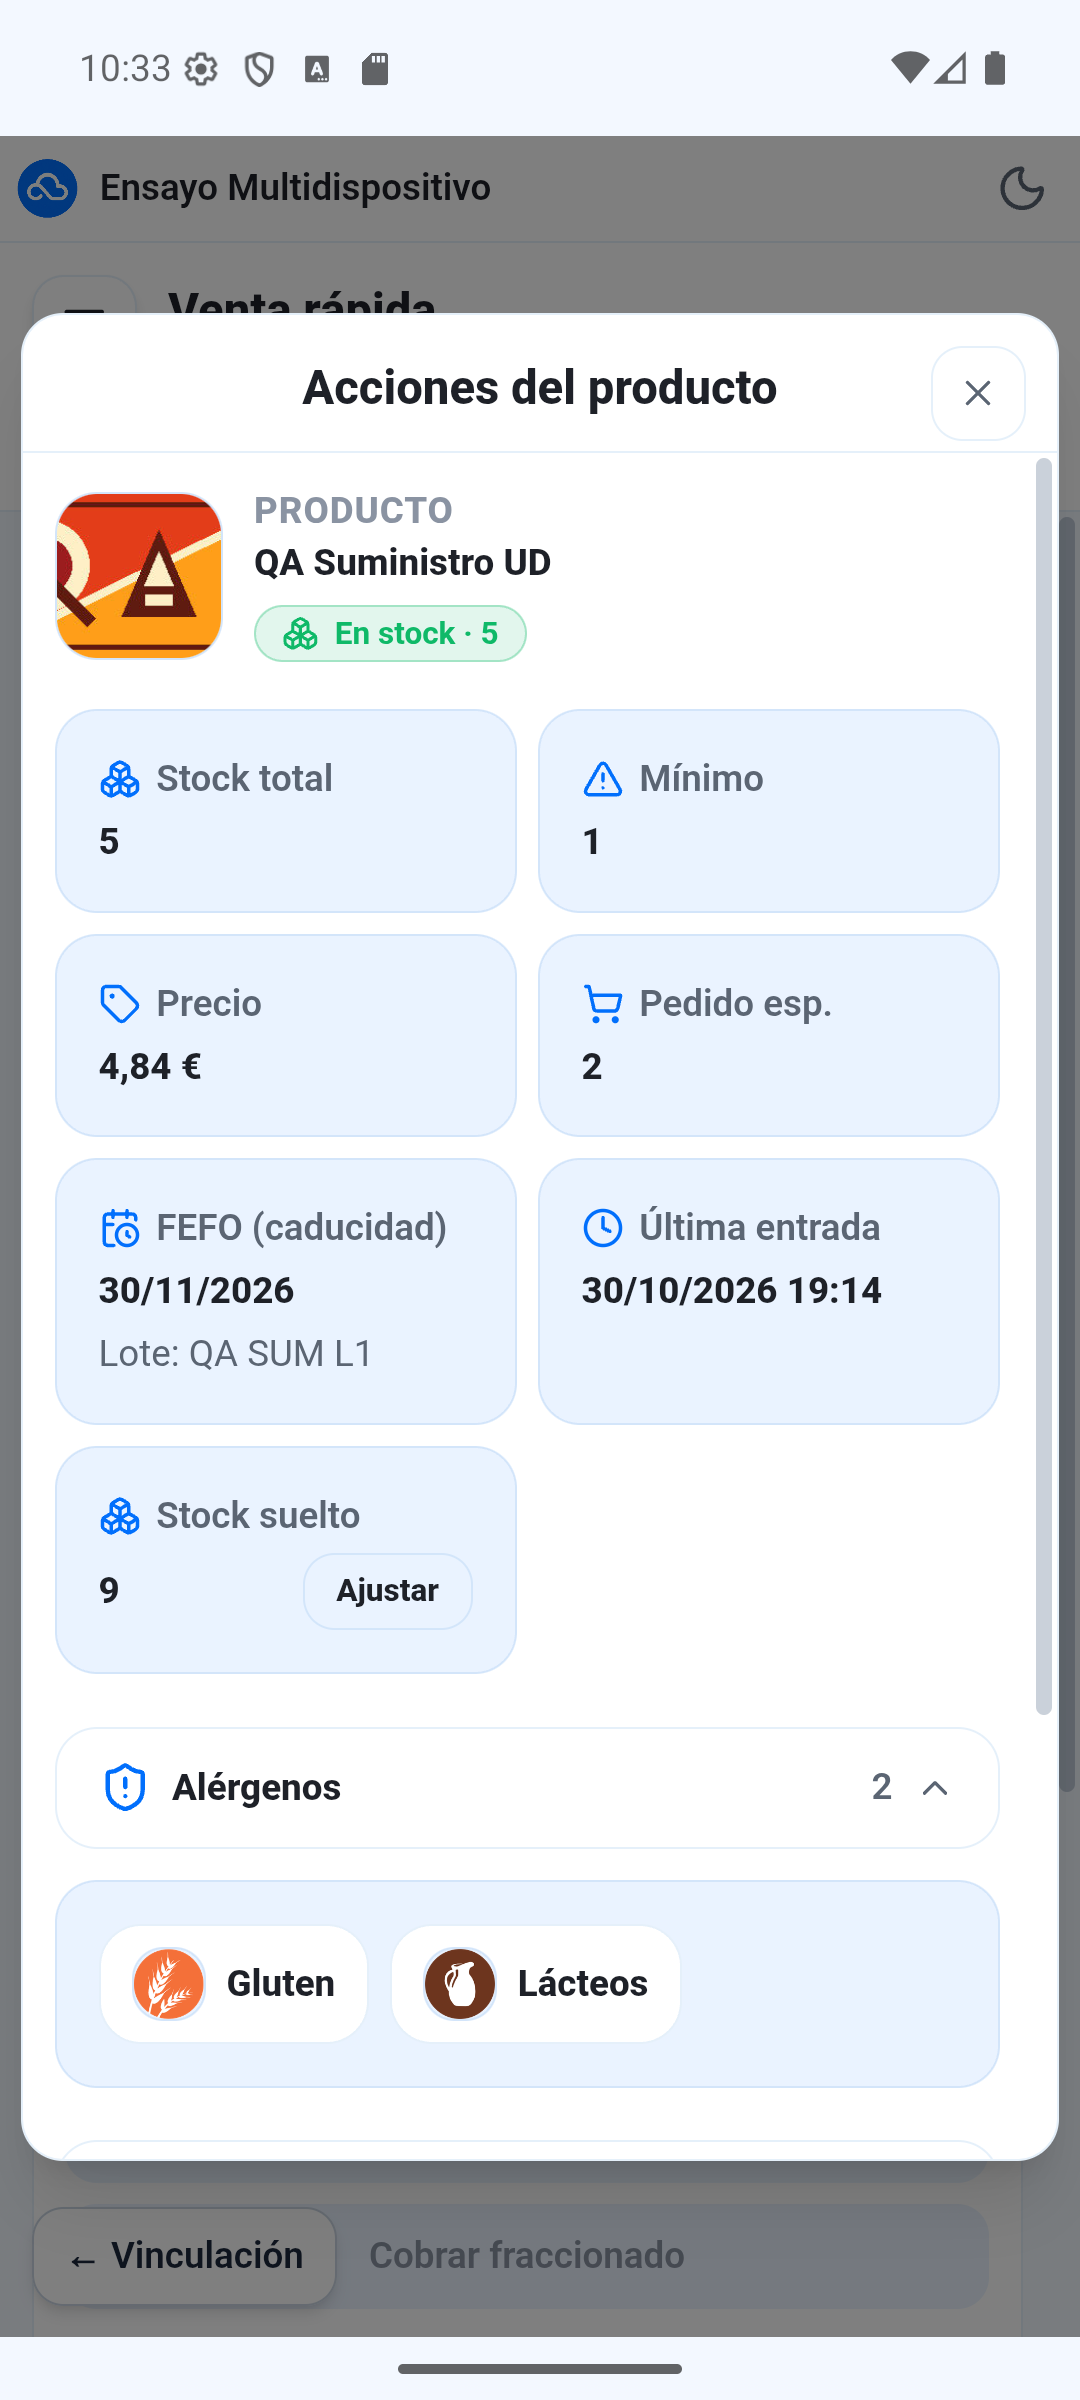 10:33
Ensayo Multidispositivo
Venta rápida
Acciones del producto
PRODUCTO
QA Suministro UD
En stock · 5
Stock total
5
Mínimo
1
Precio
4,84 €
Pedido esp.
2
FEFO (caducidad)
30/11/2026
Lote: QA SUM L1
Última entrada
30/10/2026 19:14
Stock suelto
9
Ajustar
Alérgenos
2
Gluten
Lácteos
← Vinculación
Cobrar fraccionado